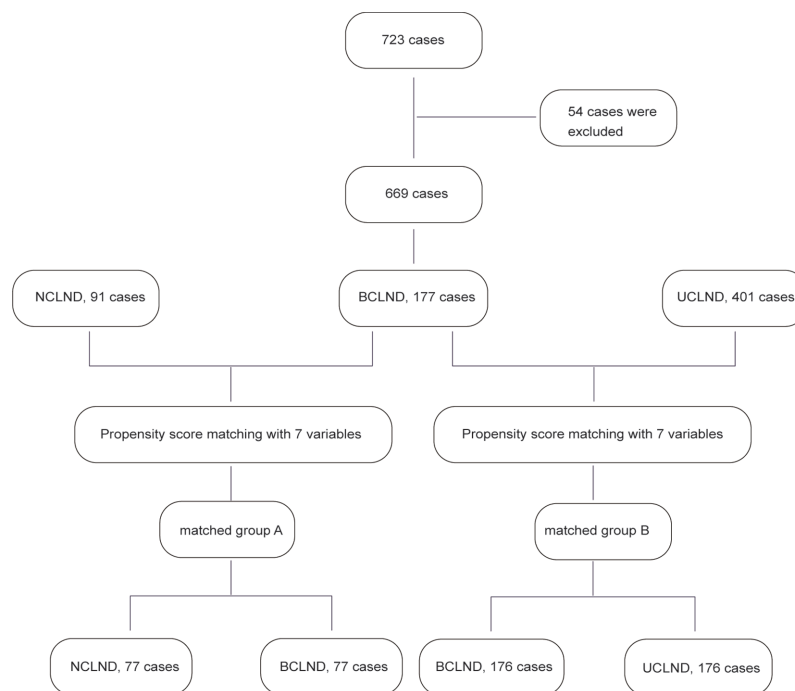 723 cases
54 cases were
excluded
669 cases
NCLND, 91 cases
BCLND, 177 cases
UCLND, 401 cases
Propensity score matching with 7 variables
Propensity score matching with 7 variables
matched group A
matched group B
NCLND, 77 cases
BCLND, 77 cases
BCLND, 176 cases
UCLND, 176 cases